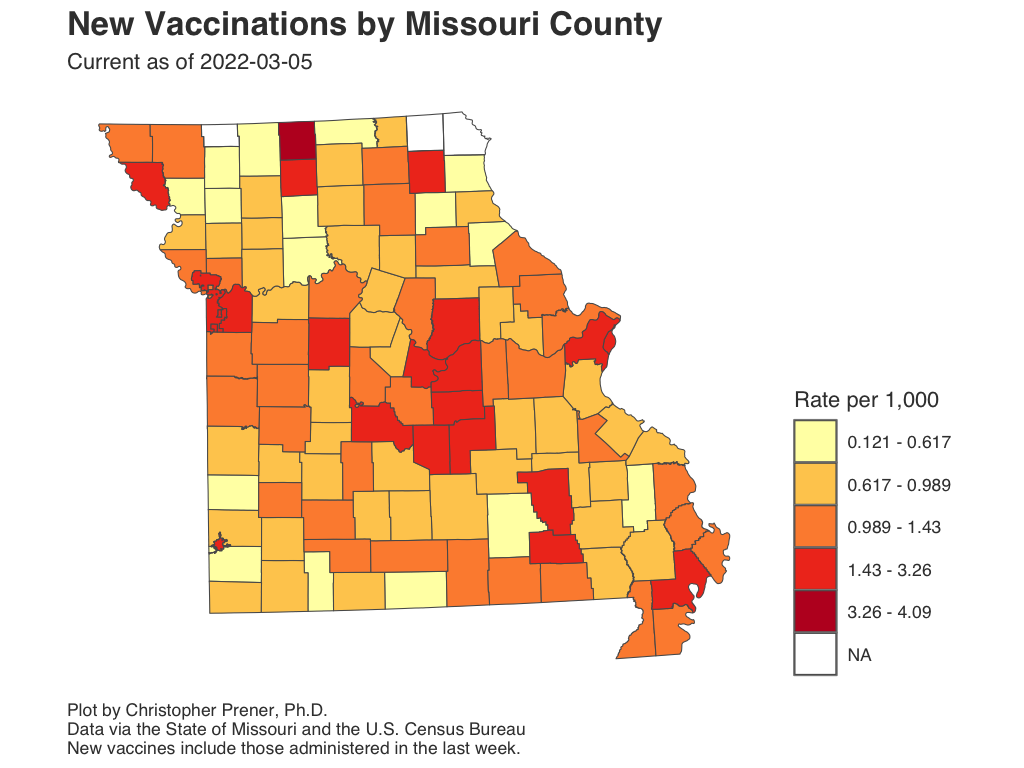 New Vaccinations by Missouri County
Current as of 2022-03-05
Rate per 1,000
0.121 - 0.617
0.617 - 0.989
0.989 - 1.43
1.43 - 3.26
3.26 - 4.09
NA
Plot by Christopher Prener, Ph.D.
Data via the State of Missouri and the U.S. Census Bureau
New vaccines include those administered in the last week.